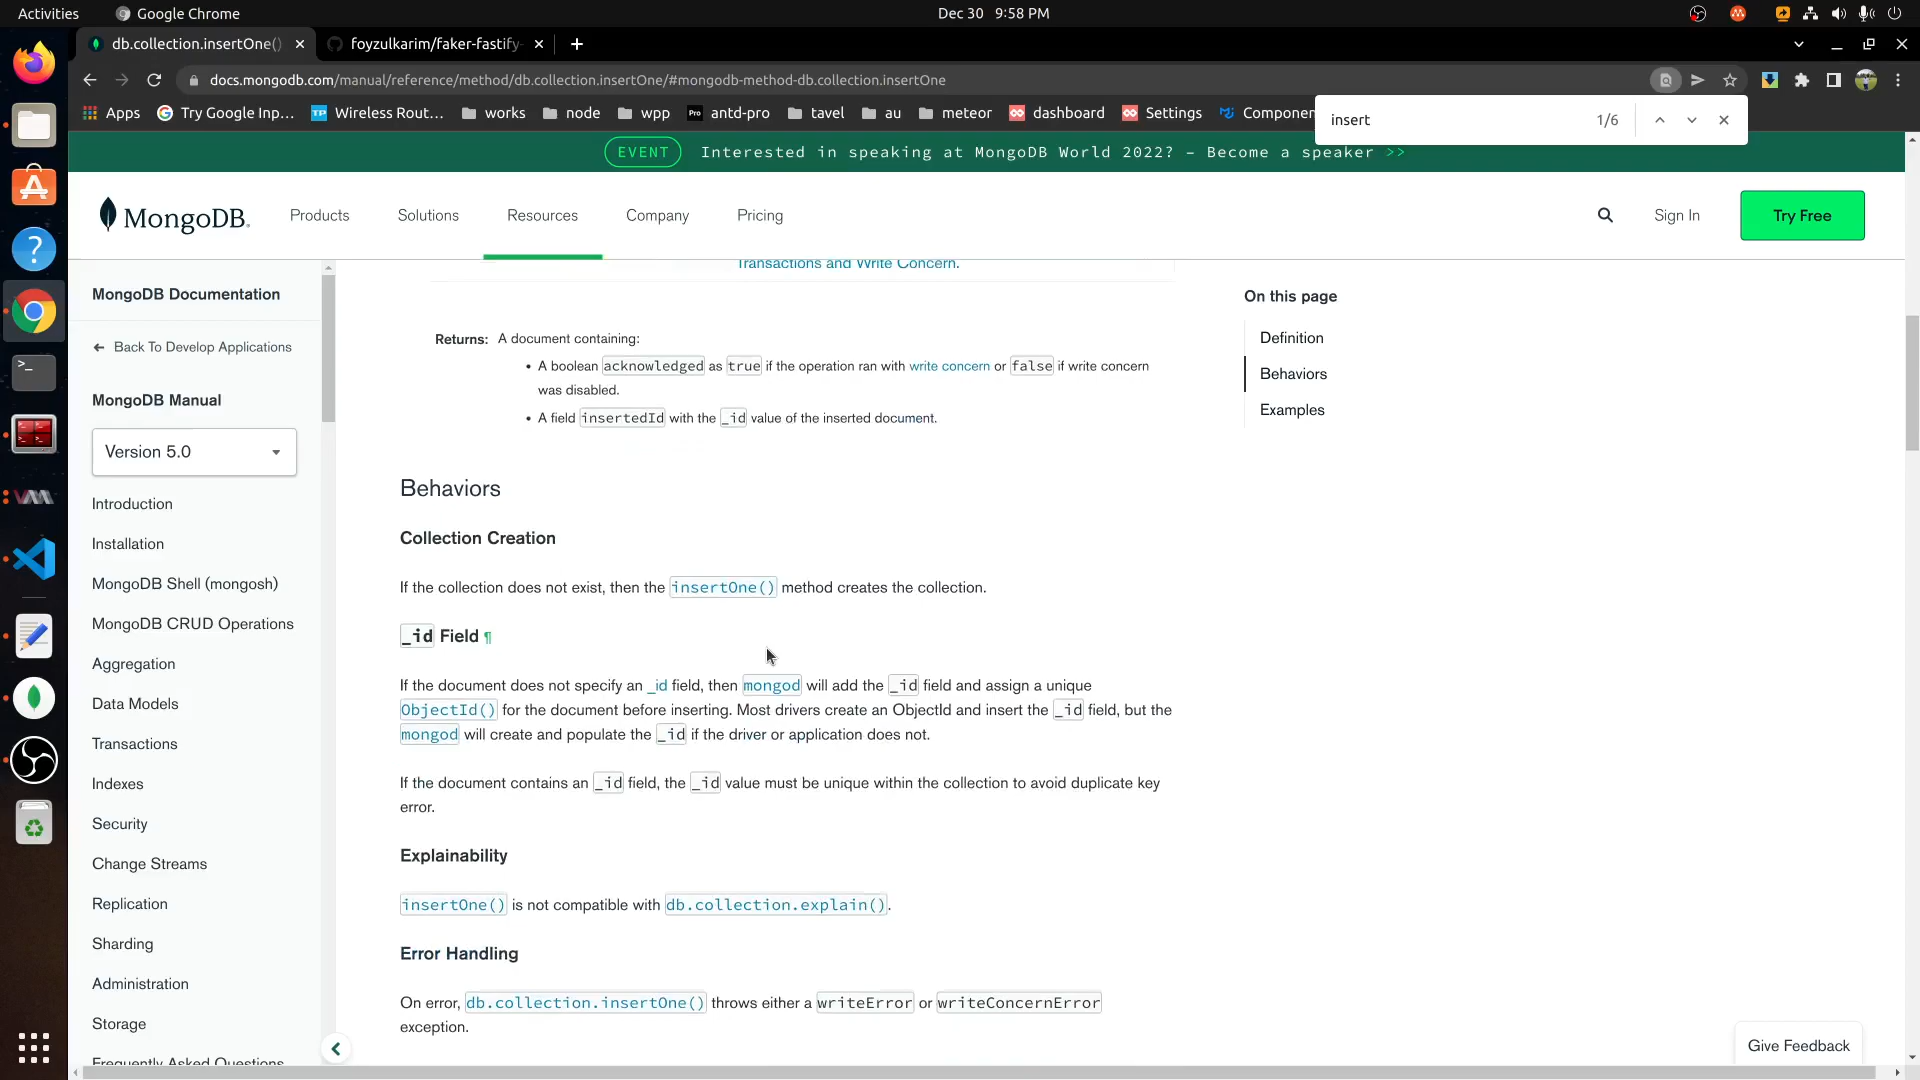 Activities
Google Chrome
Dec 30 9:58 PM
db.collection.insertOne()
foyzulkarim/faker-fastify-
docs.mongodb.com/manual/reference/method/db.collection.insertOne/#mongodb-method-db.collection.insertOne
Apps
Try Google Inp...
Wireless Rout...
works
node
wpp
antd-pro
tavel
au
meteor
dashboard
Settings
Componen
insert
1/6
EVENT
Interested in speaking at MongoDB World 2022? – Become a speaker >>
MongoDB.
Products
Solutions
Resources
Company
Pricing
Sign In
Try Free
MongoDB Documentation
Back To Develop Applications
MongoDB Manual
Version 5.0
Introduction
Installation
MongoDB Shell (mongosh)
MongoDB CRUD Operations
Aggregation
Data Models
Transactions
Indexes
Security
Change Streams
Replication
Sharding
Administration
Storage
Frequently Asked Questions
Transactions and Write Concern.
Returns: A document containing:
• A boolean acknowledged as true if the operation ran with write concern or false if write concern
was disabled.
• A field insertedId with the _id value of the inserted document.
Behaviors
Collection Creation
If the collection does not exist, then the insertOne() method creates the collection.
_id Field ¶
If the document does not specify an _id field, then mongod will add the _id field and assign a unique
ObjectId() for the document before inserting. Most drivers create an ObjectId and insert the _id field, but the
mongod will create and populate the _id if the driver or application does not.
If the document contains an _id field, the _id value must be unique within the collection to avoid duplicate key
error.
Explainability
insertOne() is not compatible with db.collection.explain().
Error Handling
On error, db.collection.insertOne() throws either a writeError or writeConcernError
exception.
On this page
Definition
Behaviors
Examples
Give Feedback